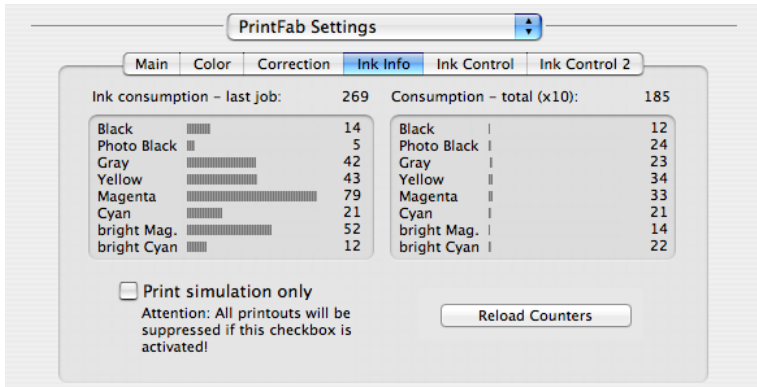 PrintFab Settings
Main Color Correction Ink Info Ink Control Ink Control 2
Ink consumption – last job: 269 Consumption – total (x10): 185
Black 14 Black 12
Photo Black 5 Photo Black 24
Gray 42 Gray 23
Yellow 43 Yellow 34
Magenta 79 Magenta 33
Cyan 21 Cyan 21
bright Mag. 52 bright Mag. 14
bright Cyan 12 bright Cyan 22
Print simulation only
Attention: All printouts will be
suppressed if this checkbox is
activated!
Reload Counters